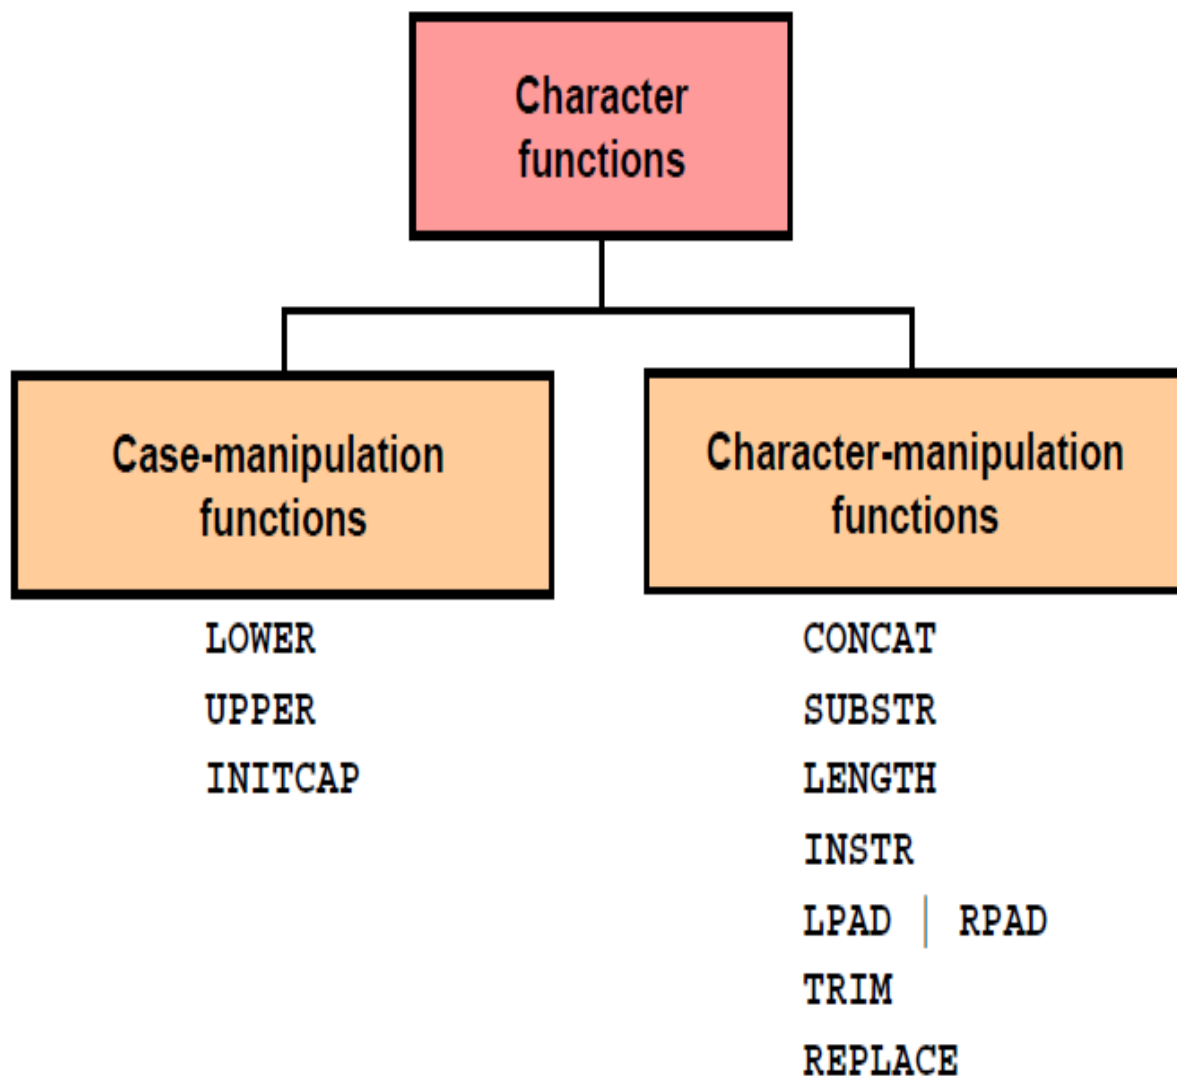 Character
functions
Case-manipulation
functions
LOWER
UPPER
INITCAP
Character-manipulation
functions
CONCAT
SUBSTR
LENGTH
INSTR
LPAD | RPAD
TRIM
REPLACE